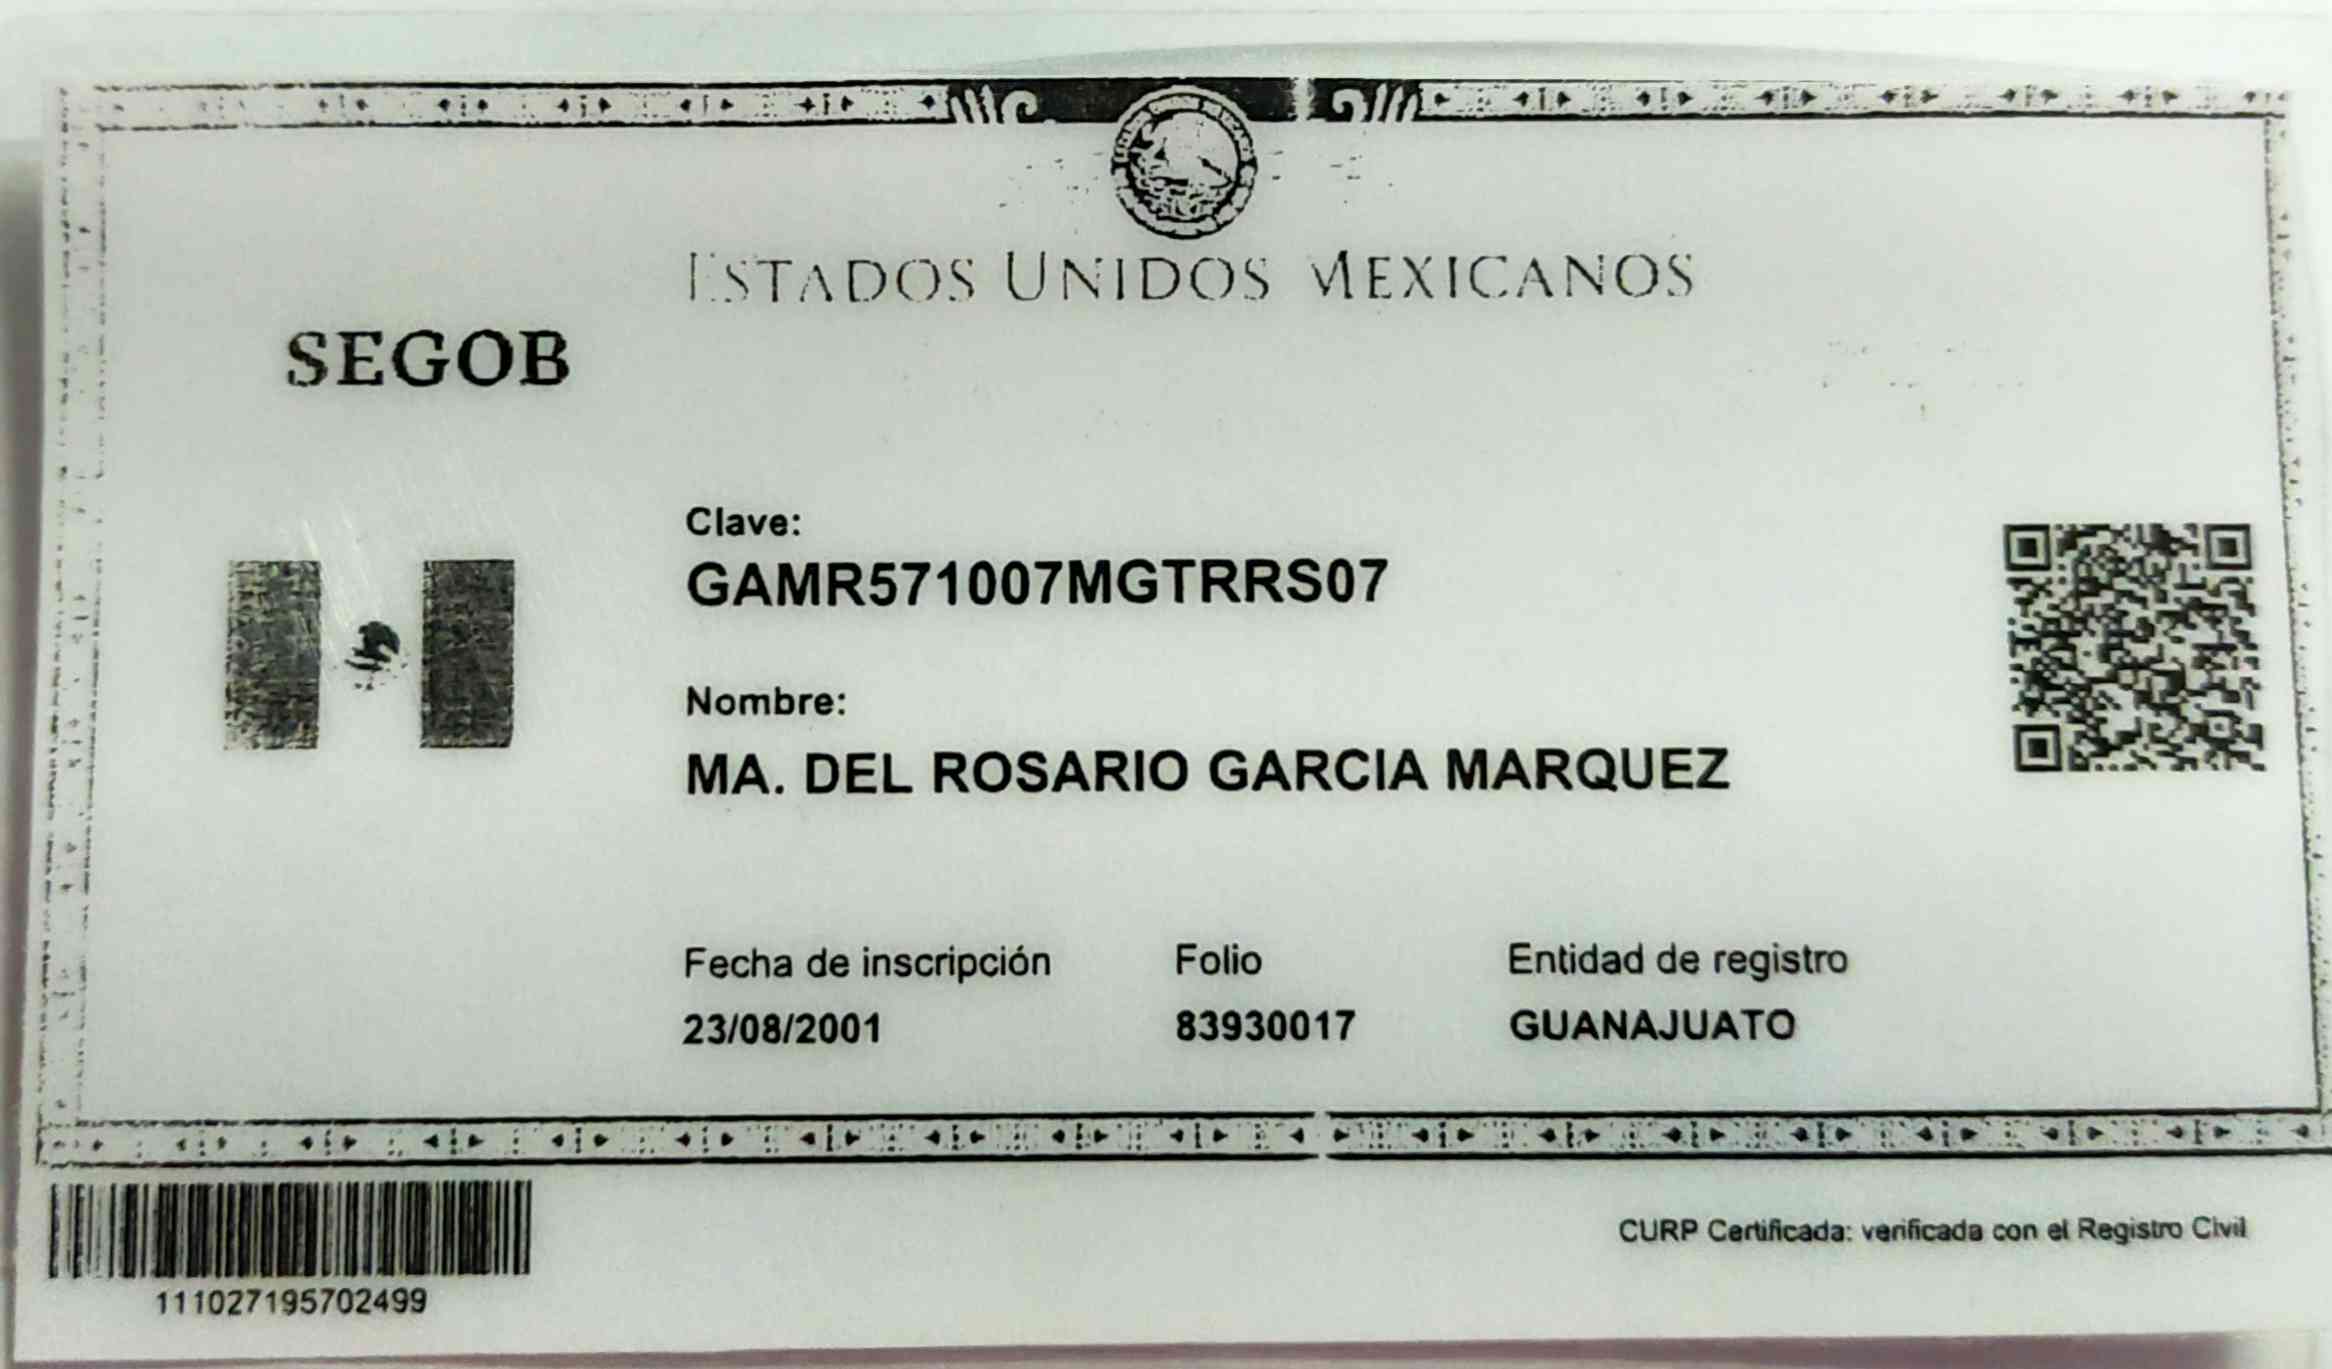 ESTADOS UNIDOS MEXICANOS
SEGOB
Clave:
GAMR571007MGTRRS07
Nombre:
MA. DEL ROSARIO GARCIA MARQUEZ
Fecha de inscripción Folio Entidad de registro
23/08/2001 83930017 GUANAJUATO
CURP Certificada: verificada con el Registro Civil
111027195702499